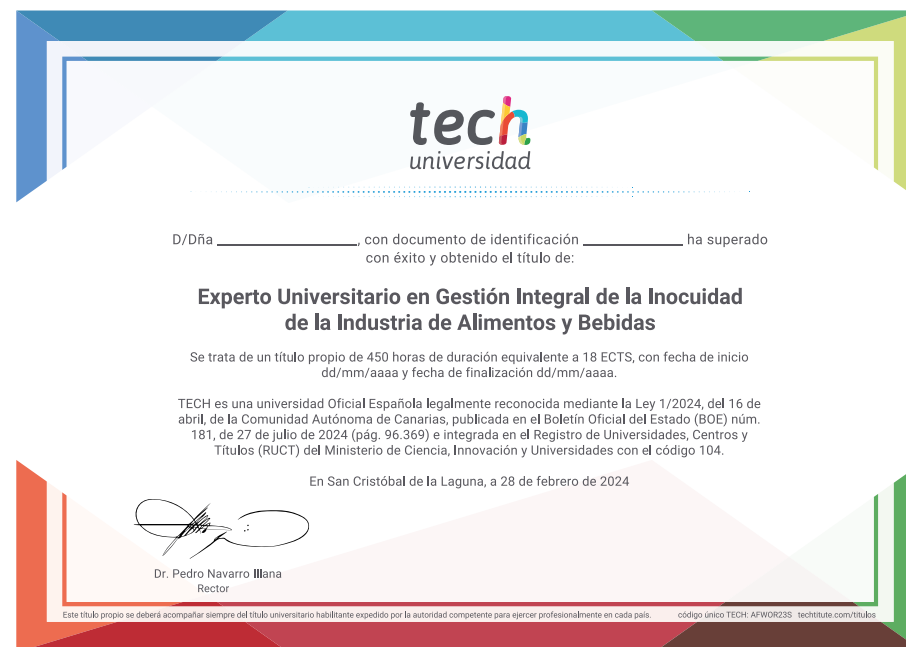 tech
universidad
D/Dña ____________________, con documento de identificación ______________ ha superado
con éxito y obtenido el título de:
Experto Universitario en Gestión Integral de la Inocuidad
de la Industria de Alimentos y Bebidas
Se trata de un título propio de 450 horas de duración equivalente a 18 ECTS, con fecha de inicio
dd/mm/aaaa y fecha de finalización dd/mm/aaaa.
TECH es una universidad Oficial Española legalmente reconocida mediante la Ley 1/2024, del 16 de
abril, de la Comunidad Autónoma de Canarias, publicada en el Boletín Oficial del Estado (BOE) núm.
181, de 27 de julio de 2024 (pág. 96.369) e integrada en el Registro de Universidades, Centros y
Títulos (RUCT) del Ministerio de Ciencia, Innovación y Universidades con el código 104.
En San Cristóbal de la Laguna, a 28 de febrero de 2024
Dr. Pedro Navarro Illana
Rector
Este título propio se deberá acompañar siempre del título universitario habilitante expedido por la autoridad competente para ejercer profesionalmente en cada país. código único TECH: AFWOR23S techtitute.com/titulos